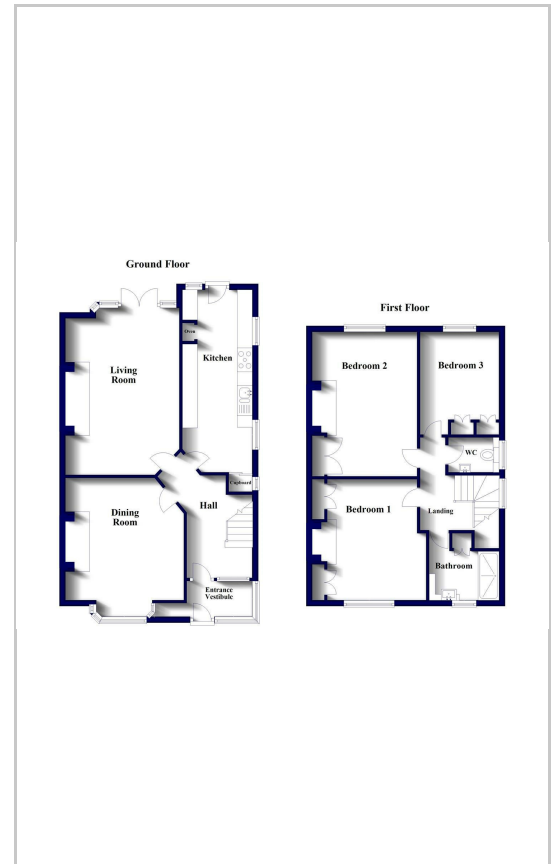 Ground Floor
Living
Room
Oven
Kitchen
Cupboard
Dining
Room
Hall
Entrance
Vestibule
First Floor
Bedroom 2
Bedroom 3
WC
Bedroom 1
Landing
Bathroom